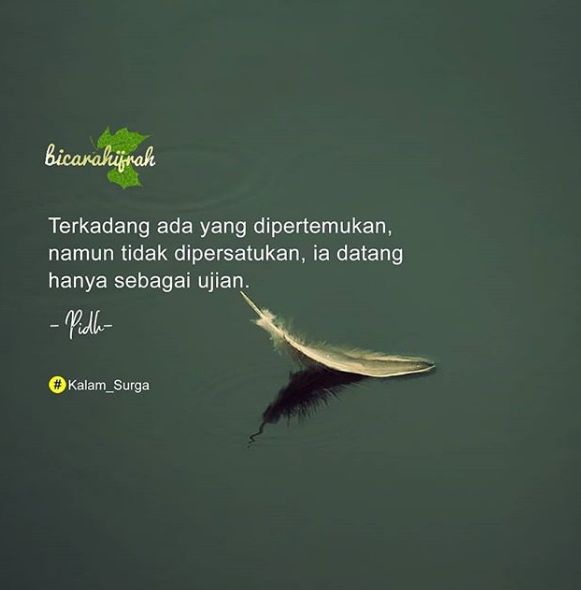 bicarahijrah
Terkadang ada yang dipertemukan,
namun tidak dipersatukan, ia datang
hanya sebagai ujian.
- Pidh-
# Kalam_Surga